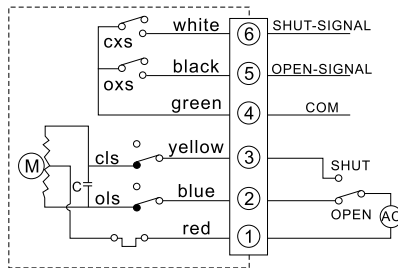 white 6 SHUT-SIGNAL
cxs
black 5 OPEN-SIGNAL
oxs
green 4 COM
yellow 3
cls SHUT
M
C
ols blue 2
OPEN AC
red 1